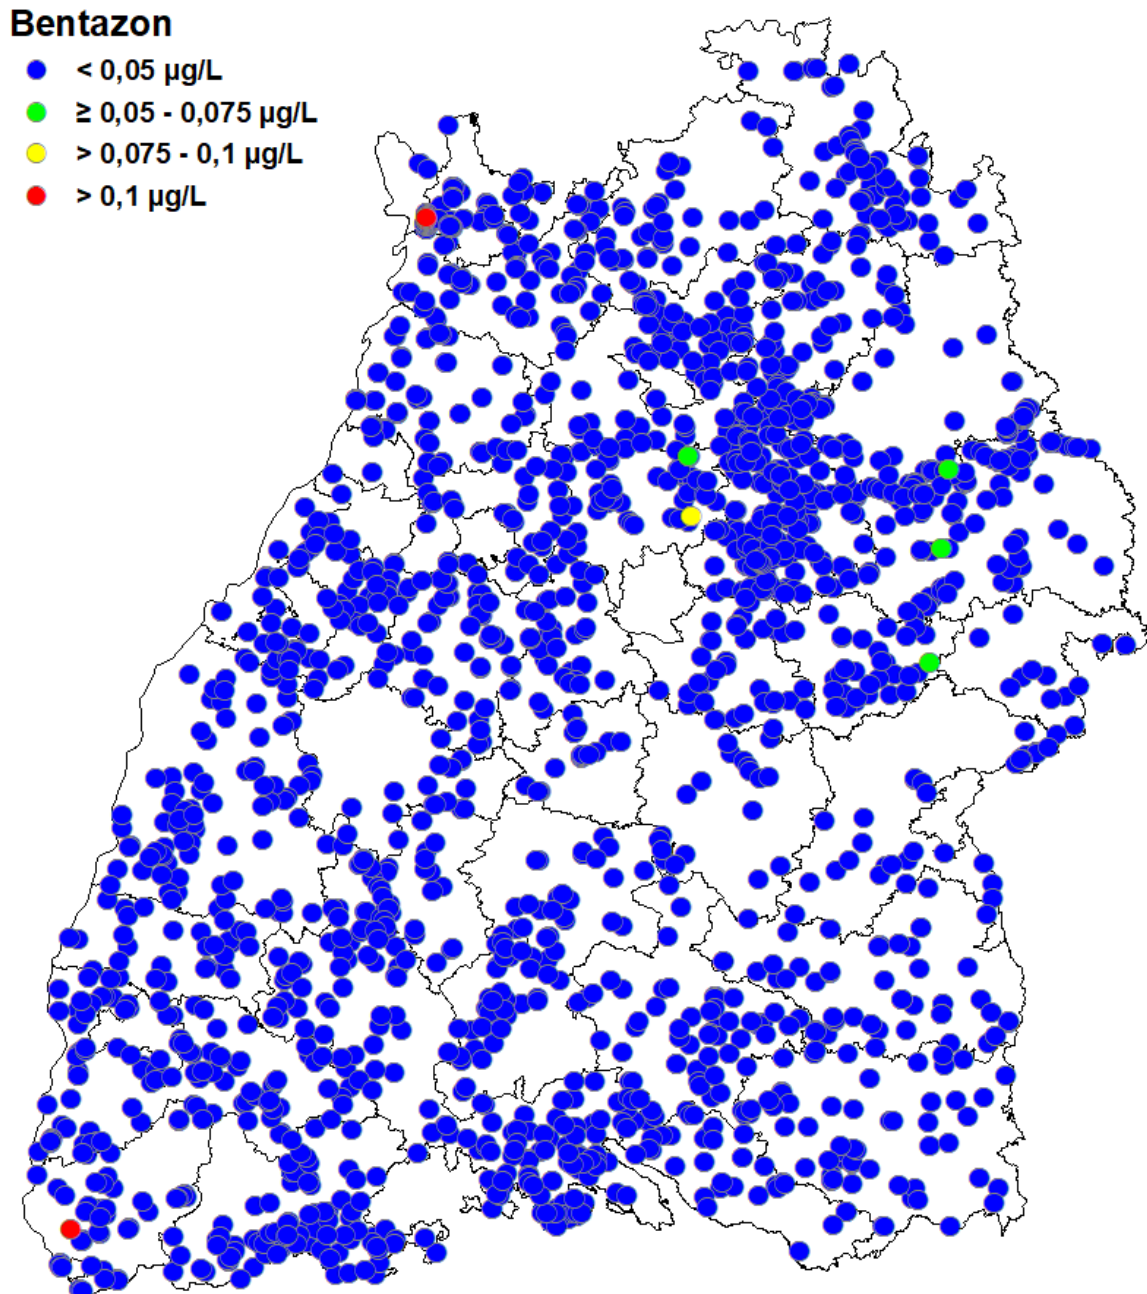 Bentazon
< 0,05 µg/L
≥ 0,05 - 0,075 µg/L
> 0,075 - 0,1 µg/L
> 0,1 µg/L